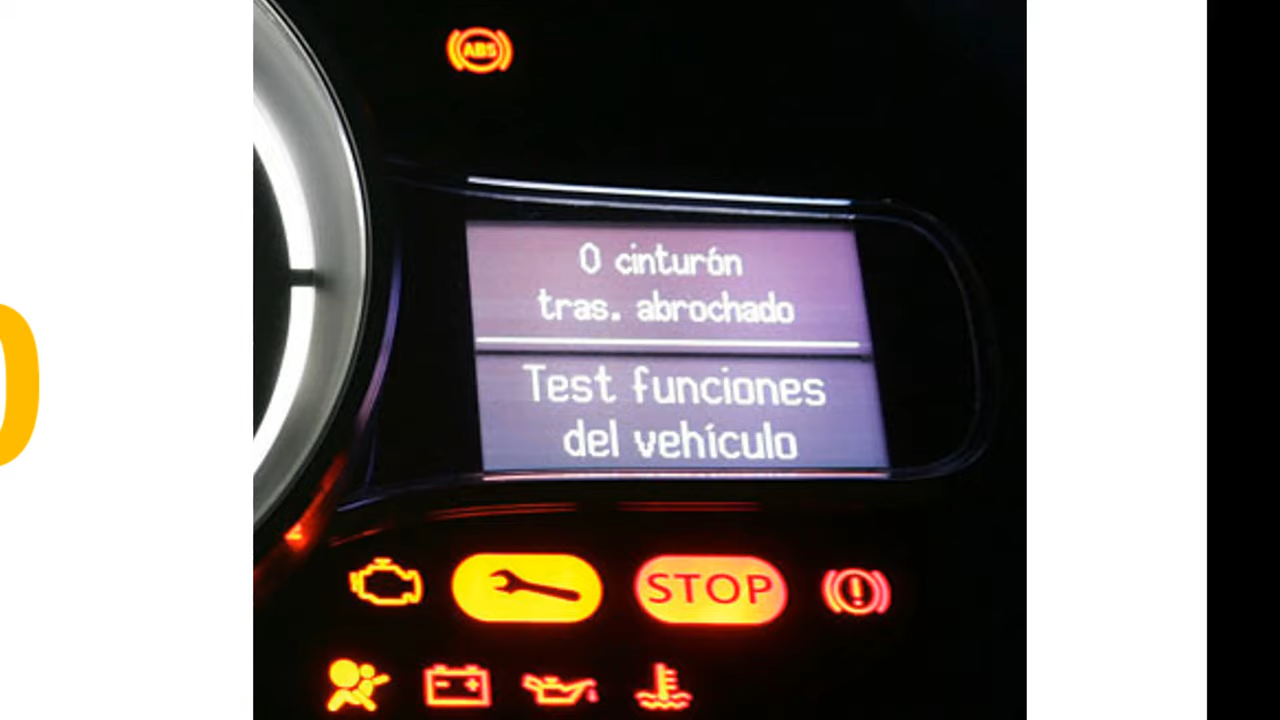 ABS
0 cinturón
tras. abrochado
Test funciones
del vehículo
STOP